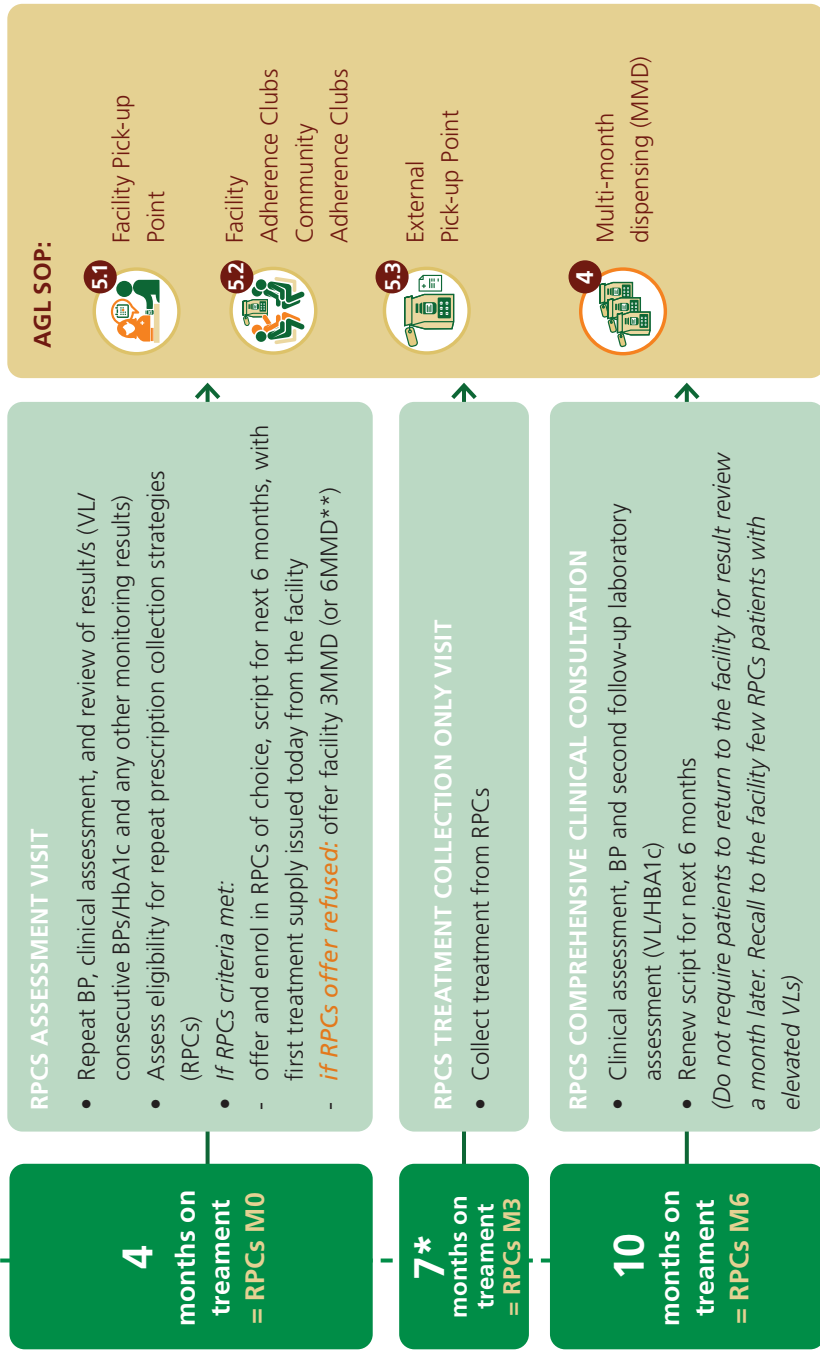 4
months on
treament
= RPCs M0
RPCS ASSESSMENT VISIT
• Repeat BP, clinical assessment, and review of result/s (VL/
consecutive BPs/HbA1c and any other monitoring results)
• Assess eligibility for repeat prescription collection strategies
(RPCs)
• If RPCs criteria met:
- offer and enrol in RPCs of choice, script for next 6 months, with
first treatment supply issued today from the facility
- if RPCs offer refused: offer facility 3MMD (or 6MMD**)
7*
months on
treament
= RPCs M3
RPCS TREATMENT COLLECTION ONLY VISIT
• Collect treatment from RPCs
10
months on
treament
= RPCs M6
RPCS COMPREHENSIVE CLINICAL CONSULTATION
• Clinical assessment, BP and second follow-up laboratory
assessment (VL/HBA1c)
• Renew script for next 6 months
(Do not require patients to return to the facility for result review
a month later. Recall to the facility few RPCs patients with
elevated VLs)
AGL SOP:
5.1
Facility Pick-up
Point
5.2
Facility
Adherence Clubs
Community
Adherence Clubs
5.3
External
Pick-up Point
4
Multi-month
dispensing (MMD)